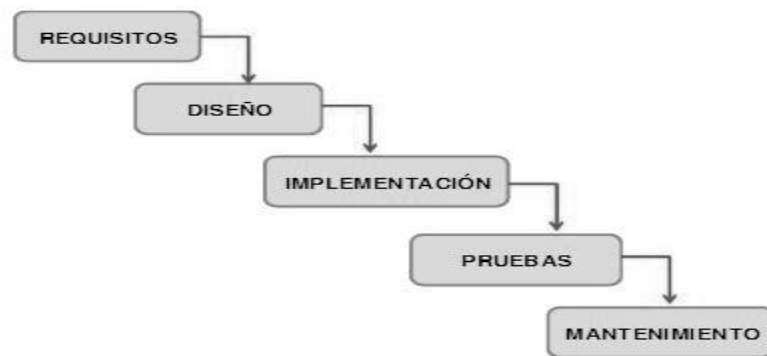 REQUISITOS
DISEÑO
IMPLEMENTACIÓN
PRUEBAS
MANTENIMIENTO